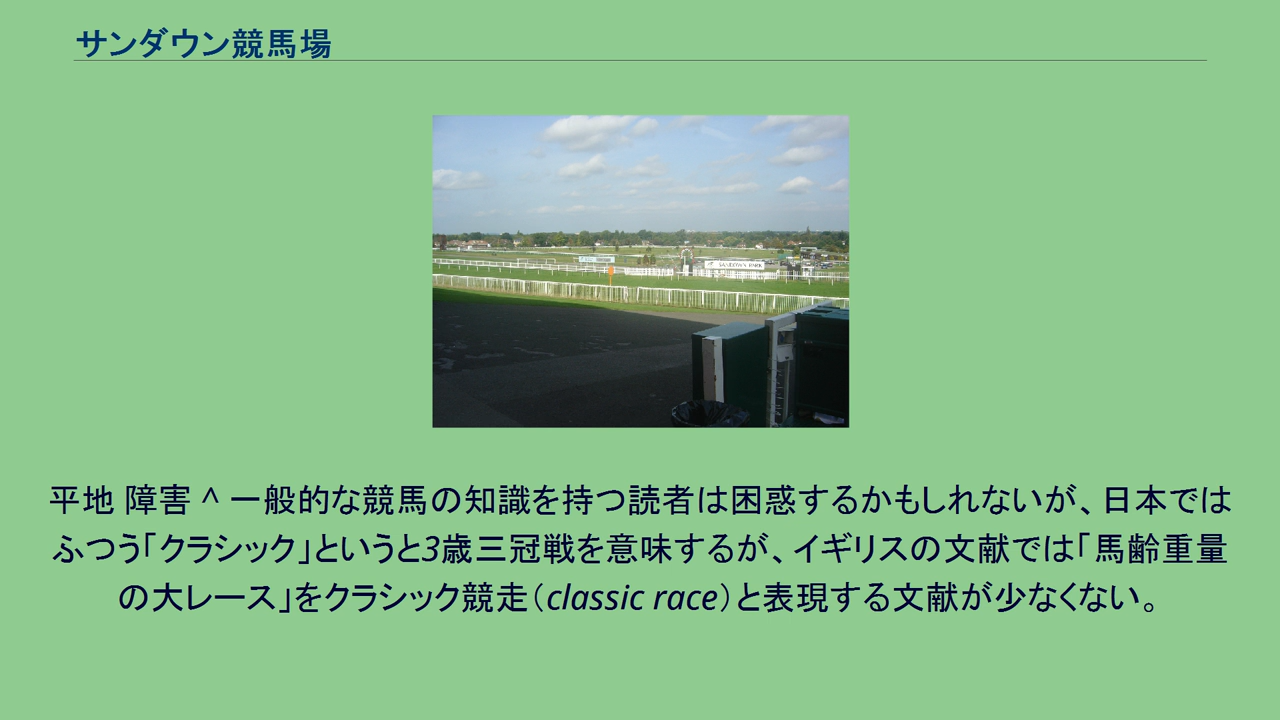 サンダウン競馬場
SANDOWN PARK
平地 障害 ^ 一般的な競馬の知識を持つ読者は困惑するかもしれないが、日本では
ふつう「クラシック」というと3歳三冠戦を意味するが、イギリスの文献では「馬齢重量
の大レース」をクラシック競走（classic race）と表現する文献が少なくない。